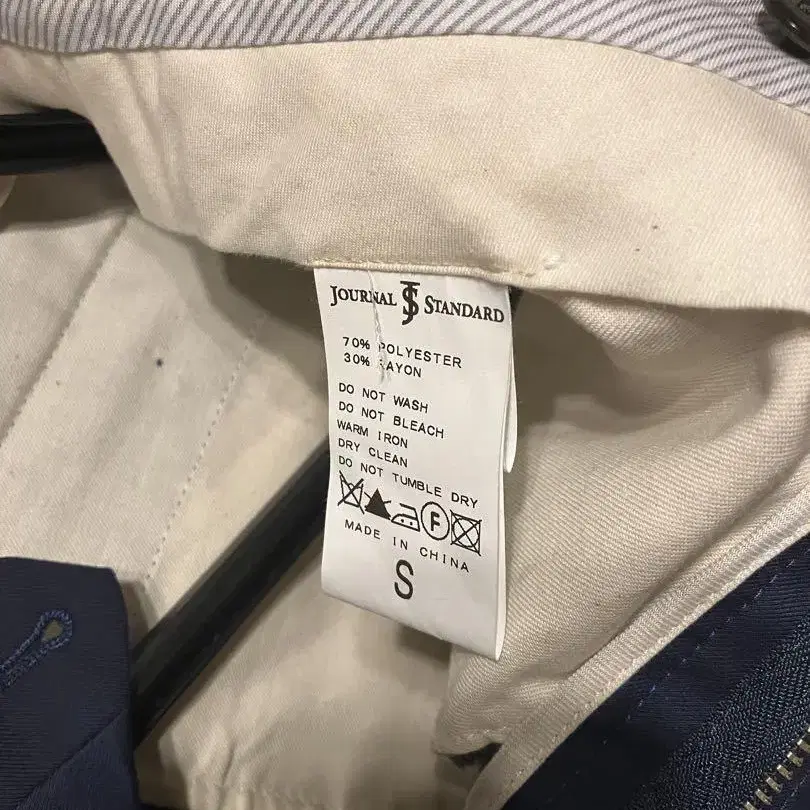 JOURNAL JS STANDARD
70% POLYESTER
30% RAYON
DO NOT WASH
DO NOT BLEACH
WARM IRON
DRY CLEAN
DO NOT TUMBLE DRY
F
MADE IN CHINA
S